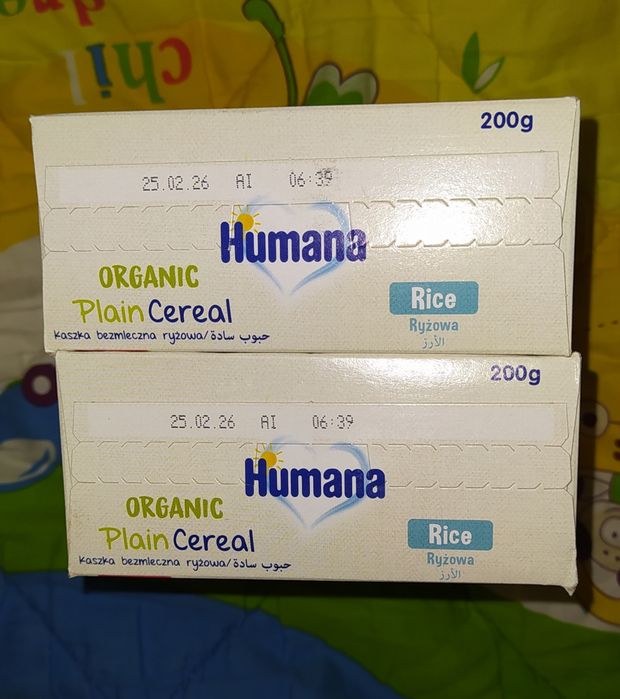 chil
dre
200g
25.02.26 AI 06:39
Humana
ORGANIC
Plain Cereal
Kaszka bezmleczna ryżowa/حبوب سادة
Rice
Ryżowa
الأرز
200g
25.02.26 AI 06:39
Humana
ORGANIC
Plain Cereal
Kaszka bezmleczna ryżowa/حبوب سادة
Rice
Ryżowa
الأرز